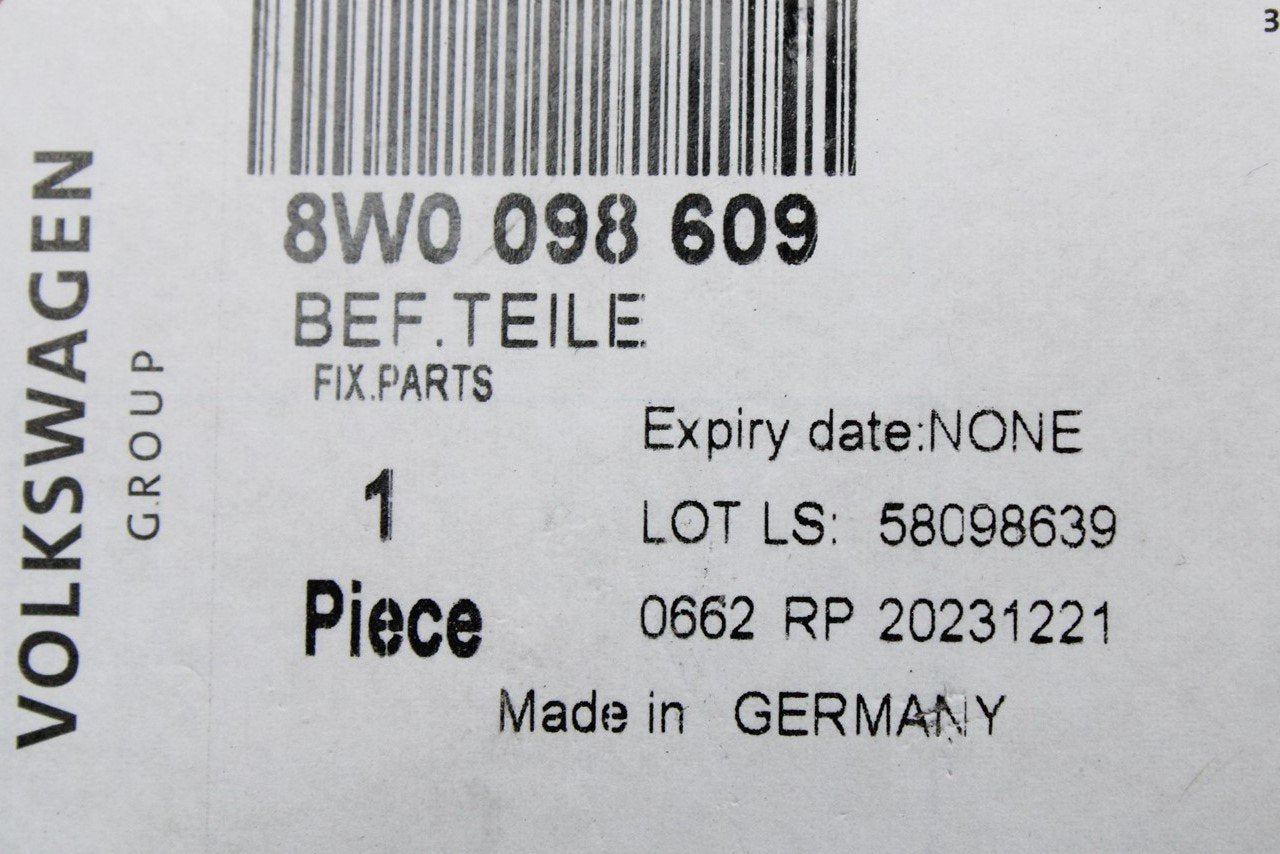 3
8W0 098 609
BEF.TEILE
FIX.PARTS
Expiry date:NONE
1
LOT LS: 58098639
Piece
0662 RP 20231221
Made in GERMANY
VOLKSWAGEN
GROUP